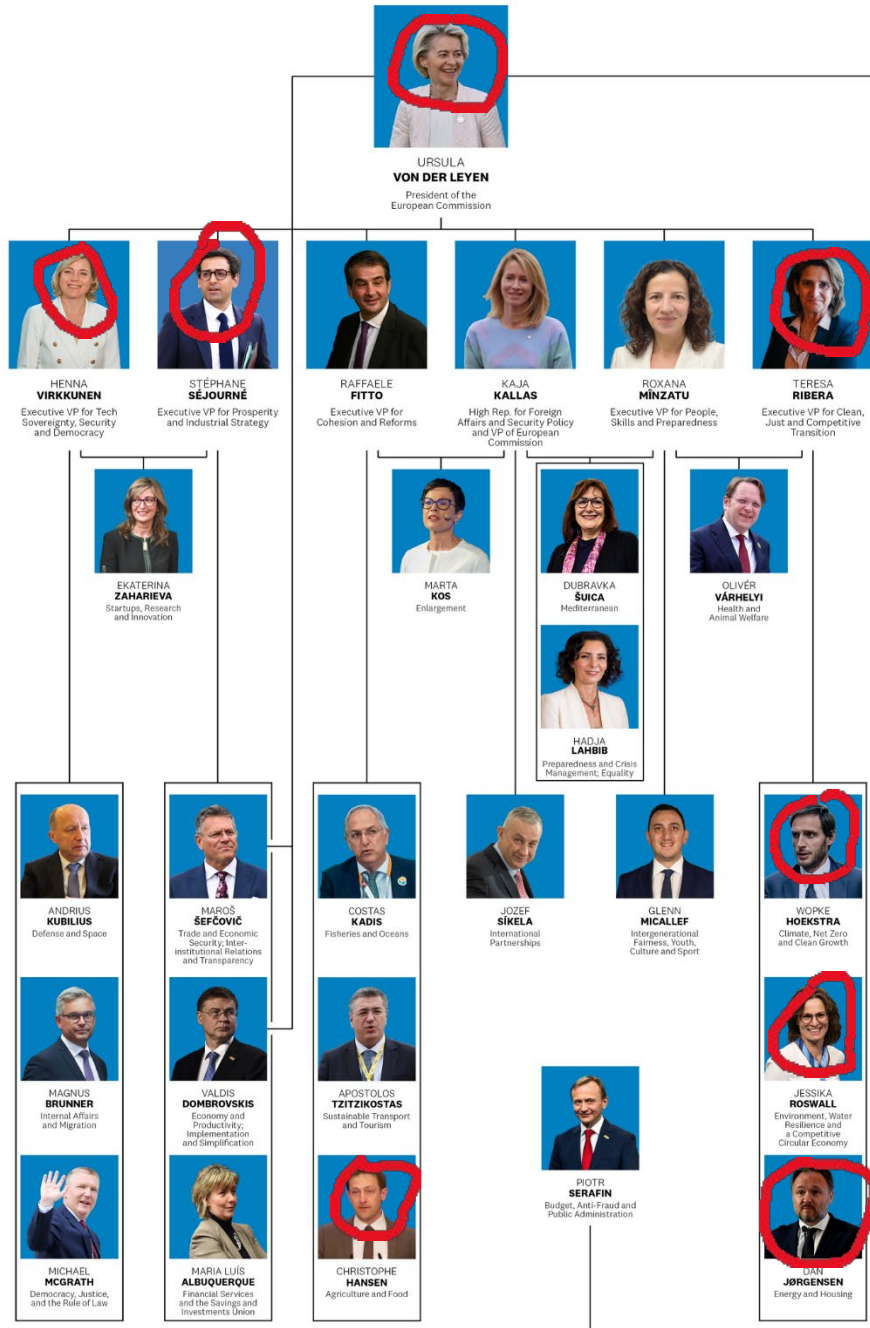 URSULA
VON DER LEYEN
President of the
European Commission
HENNA
VIRKKUNEN
Executive VP for Tech
Sovereignty, Security
and Democracy
STÉPHANE
SÉJOURNÉ
Executive VP for Prosperity
and Industrial Strategy
RAFFAELE
FITTO
Executive VP for
Cohesion and Reforms
KAJA
KALLAS
High Rep. for Foreign
Affairs and Security Policy
and VP of European
Commission
ROXANA
MÎNZATU
Executive VP for People,
Skills and Preparedness
TERESA
RIBERA
Executive VP for Clean,
Just and Competitive
Transition
EKATERINA
ZAHARIEVA
Startups, Research
and Innovation
MARTA
KOS
Enlargement
DUBRAVKA
ŠUICA
Mediterranean
OLIVÉR
VÁRHELYI
Health and
Animal Welfare
HADJA
LAHBIB
Preparedness and Crisis
Management; Equality
ANDRIUS
KUBILIUS
Defense and Space
MAROŠ
ŠEFČOVIČ
Trade and Economic
Security; Inter-
institutional Relations
and Transparency
COSTAS
KADIS
Fisheries and Oceans
JOZEF
SÍKELA
International
Partnerships
GLENN
MICALLEF
Intergenerational
Fairness, Youth,
Culture and Sport
WOPKE
HOEKSTRA
Climate, Net Zero
and Clean Growth
MAGNUS
BRUNNER
Internal Affairs
and Migration
VALDIS
DOMBROVSKIS
Economy and
Productivity;
Implementation
and Simplification
APOSTOLOS
TZITZIKOSTAS
Sustainable Transport
and Tourism
PIOTR
SERAFIN
Budget, Anti-Fraud and
Public Administration
JESSIKA
ROSWALL
Environment, Water
Resilience and
a Competitive
Circular Economy
MICHAEL
MCGRATH
Democracy, Justice,
and the Rule of Law
MARIA LUÍS
ALBUQUERQUE
Financial Services
and the Savings and
Investments Union
CHRISTOPHE
HANSEN
Agriculture and Food
DAN
JØRGENSEN
Energy and Housing